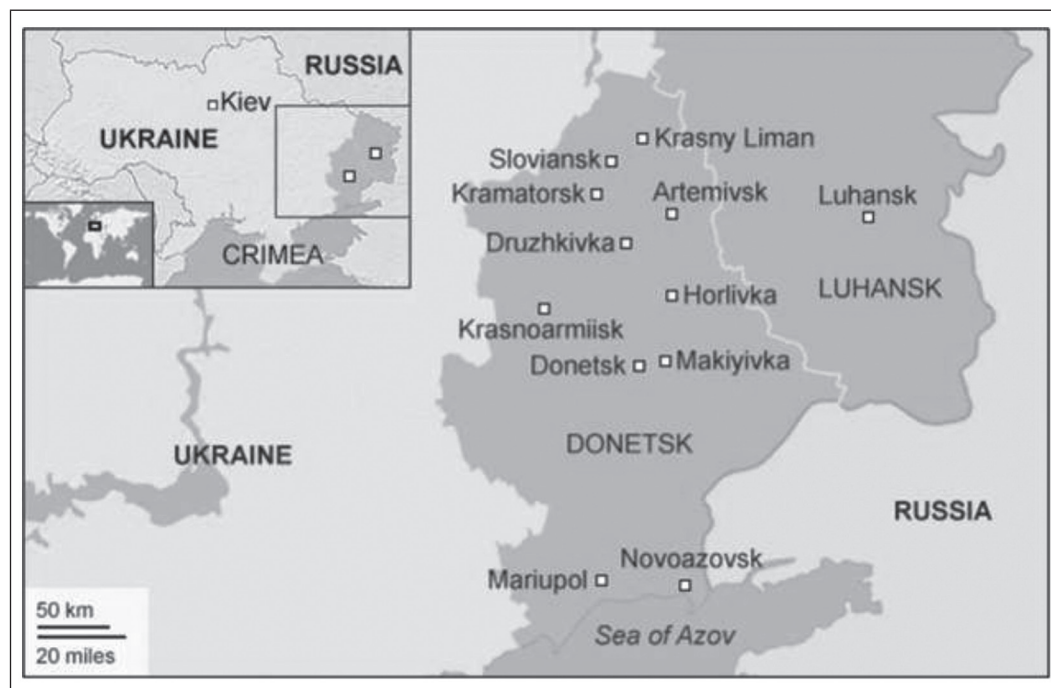 RUSSIA
Kiev
UKRAINE
CRIMEA
Krasny Liman
Sloviansk
Kramatorsk
Artemivsk
Luhansk
Druzhkivka
LUHANSK
Horlivka
Krasnoarmiisk
Donetsk
Makiyivka
DONETSK
UKRAINE
RUSSIA
Novoazovsk
Mariupol
Sea of Azov
50 km
20 miles